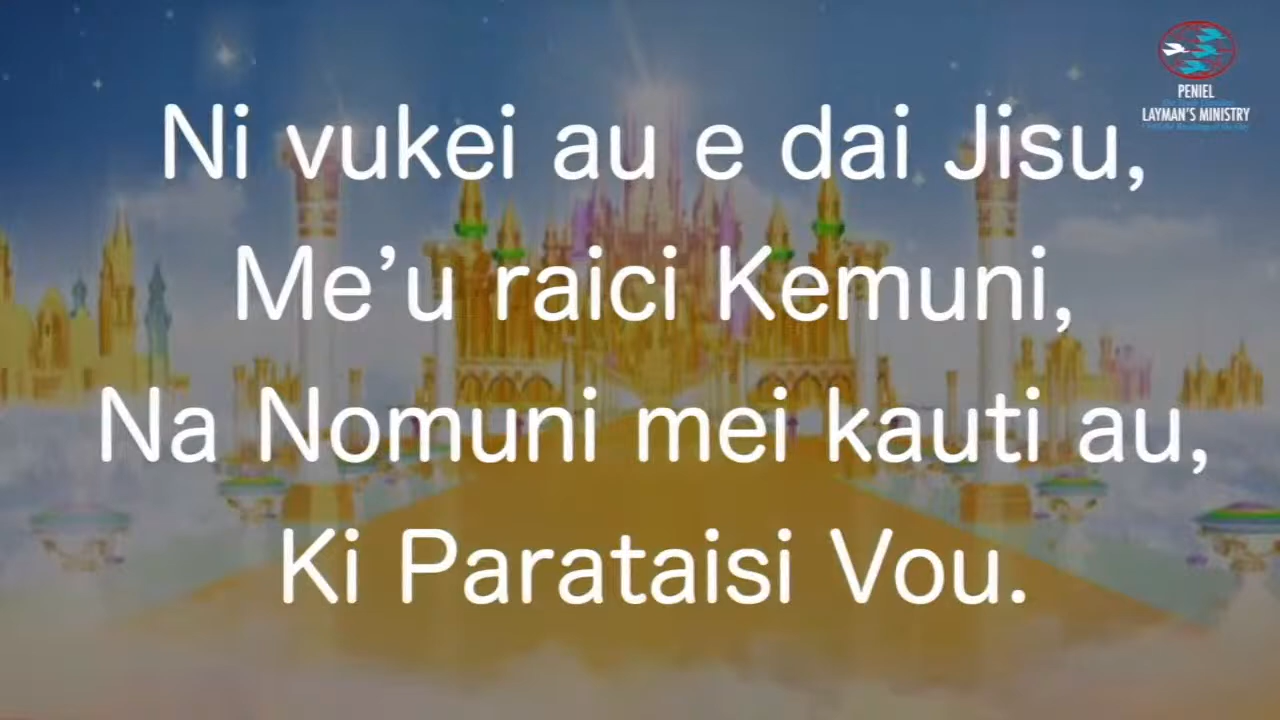 Ni vukei au e dai Jisu,
Me’u raici Kemuni,
Na Nomuni mei kauti au,
Ki Parataisi Vou.
PENIEL
LAYMAN'S MINISTRY